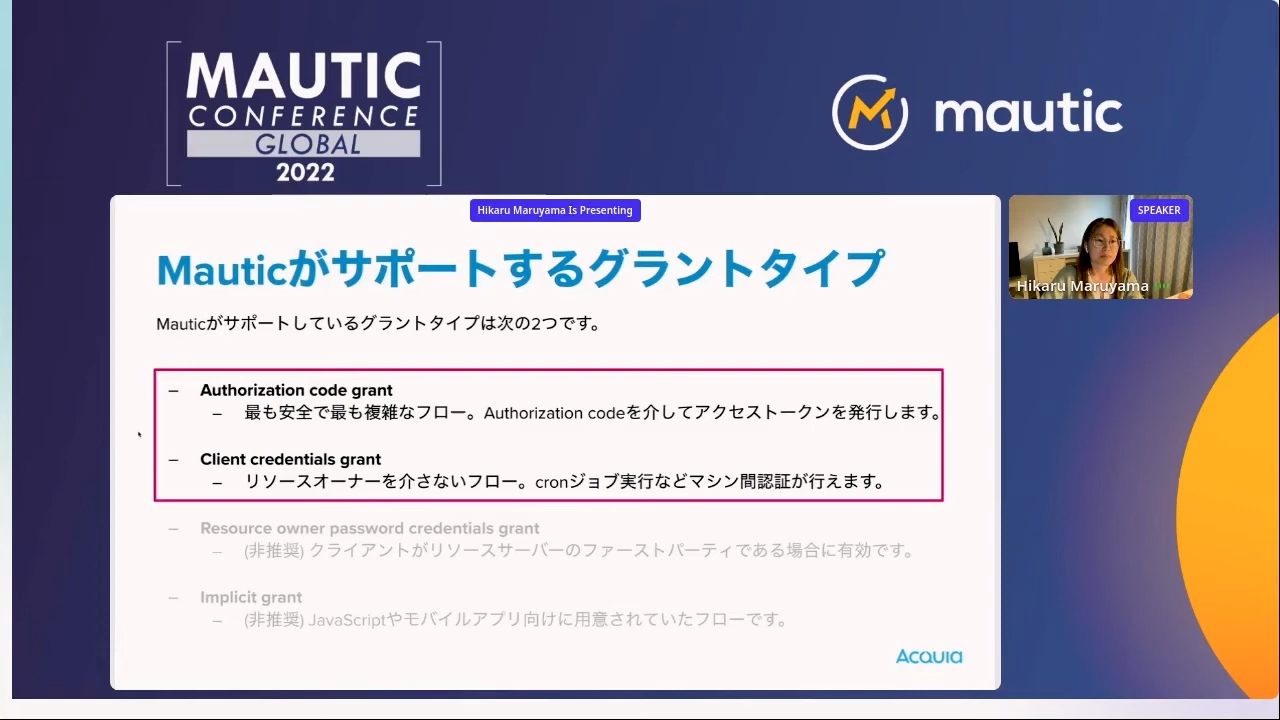 MAUTIC
CONFERENCE
GLOBAL
2022
mautic
Hikaru Maruyama Is Presenting
SPEAKER
Hikaru Maruyama
Mauticがサポートするグラントタイプ
Mauticがサポートしているグラントタイプは次の2つです。
– Authorization code grant
– 最も安全で最も複雑なフロー。Authorization codeを介してアクセストークンを発行します。
– Client credentials grant
– リソースオーナーを介さないフロー。cronジョブ実行などマシン間認証が行えます。
– Resource owner password credentials grant
– (非推奨) クライアントがリソースサーバーのファーストパーティである場合に有効です。
– Implicit grant
– (非推奨) JavaScriptやモバイルアプリ向けに用意されていたフローです。
Acquia